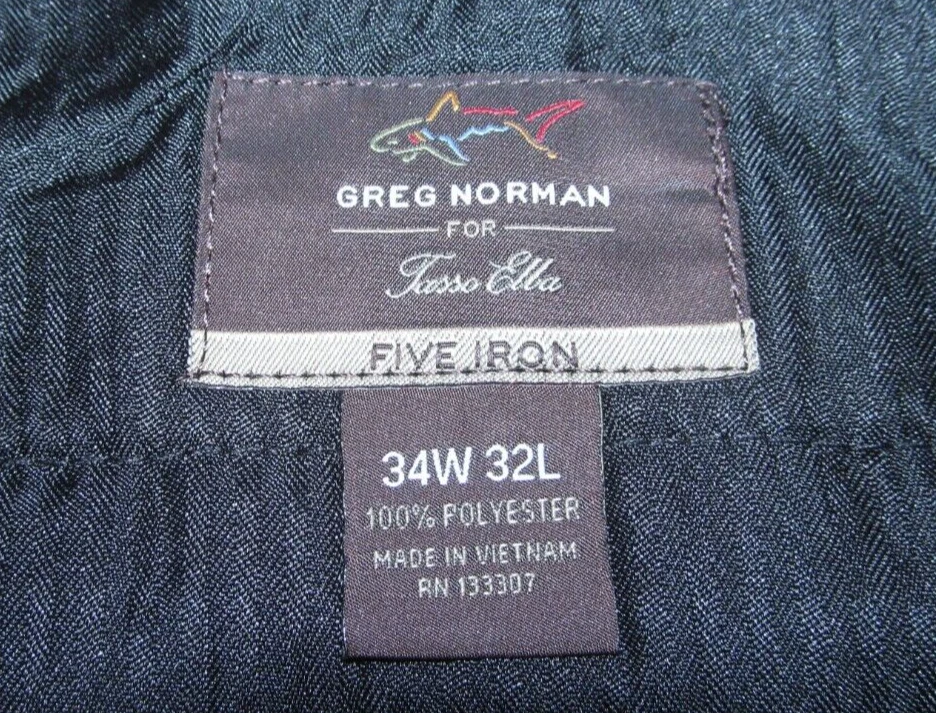 GREG NORMAN
FOR
Tasso Elba
FIVE IRON
34W 32L
100% POLYESTER
MADE IN VIETNAM
RN 133307